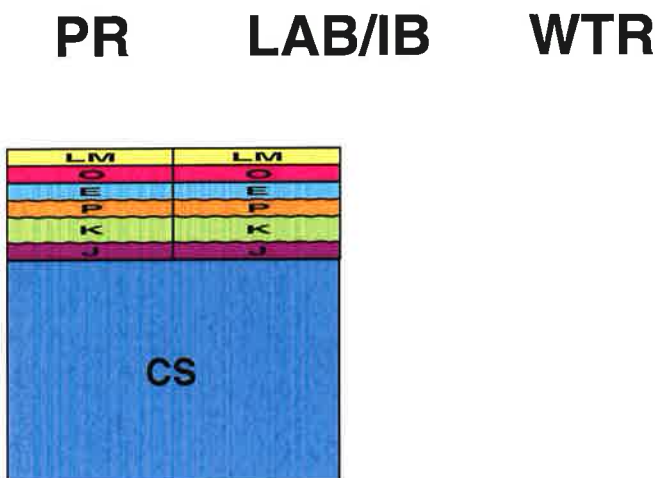 PR LAB/IB WTR
LM LM
O O
E E
P P
K K
J J
CS